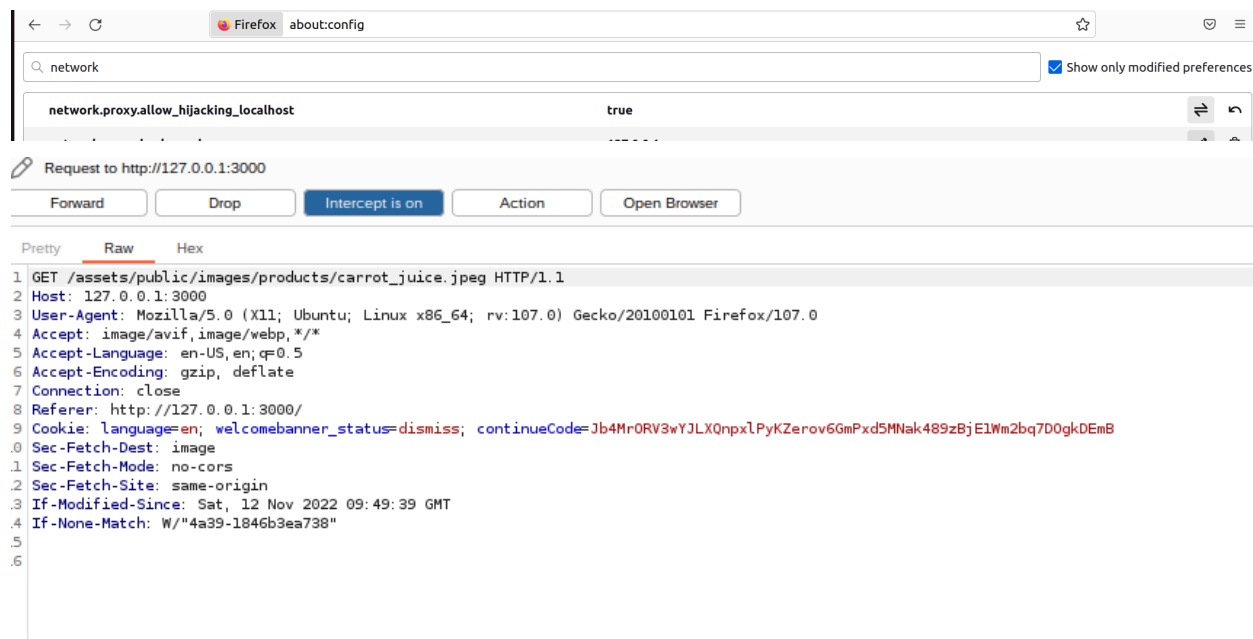 Firefox about:config
network
Show only modified preferences
network.proxy.allow_hijacking_localhost true
Request to http://127.0.0.1:3000
Forward Drop Intercept is on Action Open Browser
Pretty Raw Hex
1 GET /assets/public/images/products/carrot_juice.jpeg HTTP/1.1
2 Host: 127.0.0.1:3000
3 User-Agent: Mozilla/5.0 (X11; Ubuntu; Linux x86_64; rv:107.0) Gecko/20100101 Firefox/107.0
4 Accept: image/avif,image/webp,*/*
5 Accept-Language: en-US,en;q=0.5
6 Accept-Encoding: gzip, deflate
7 Connection: close
8 Referer: http://127.0.0.1:3000/
9 Cookie: language=en; welcomebanner_status=dismiss; continueCode=Jb4MrORV3wYJLXQnpxlPyKZerov6GmPxd5MNak489zBjE1Wm2bq7DOgkDEmB
.0 Sec-Fetch-Dest: image
.1 Sec-Fetch-Mode: no-cors
.2 Sec-Fetch-Site: same-origin
.3 If-Modified-Since: Sat, 12 Nov 2022 09:49:39 GMT
.4 If-None-Match: W/"4a39-1846b3ea738"
.5
.6